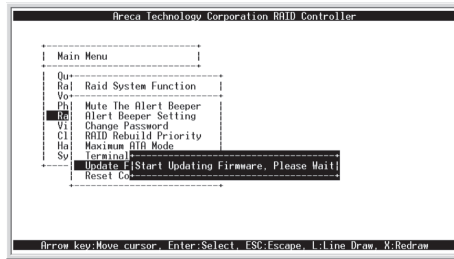 Areca Technology Corporation RAID Controller
Main Menu
Qu
Ra Raid System Function
Vo
Ph Mute The Alert Beeper
Ra Alert Beeper Setting
Vi Change Password
Cl RAID Rebuild Priority
Ha Maximum ATA Mode
Sy Terminal
Update F Start Updating Firmware, Please Wait!
Reset Co
Arrow key:Move cursor, Enter:Select, ESC:Escape, L:Line Draw, X:Redraw